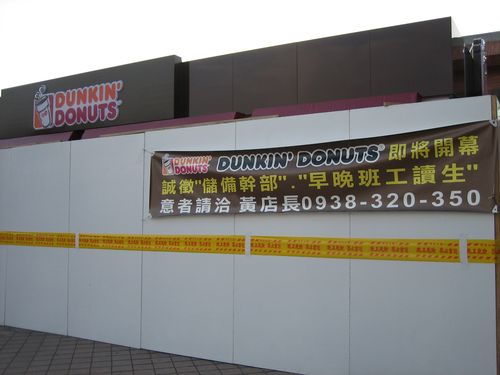 DUNKIN'
DONUTS
DUNKIN'
DONUTS
DUNKIN' DONUTS 即將開幕
誠徵"儲備幹部"."早晚班工讀生"
意者請洽 黃店長0938-320-350